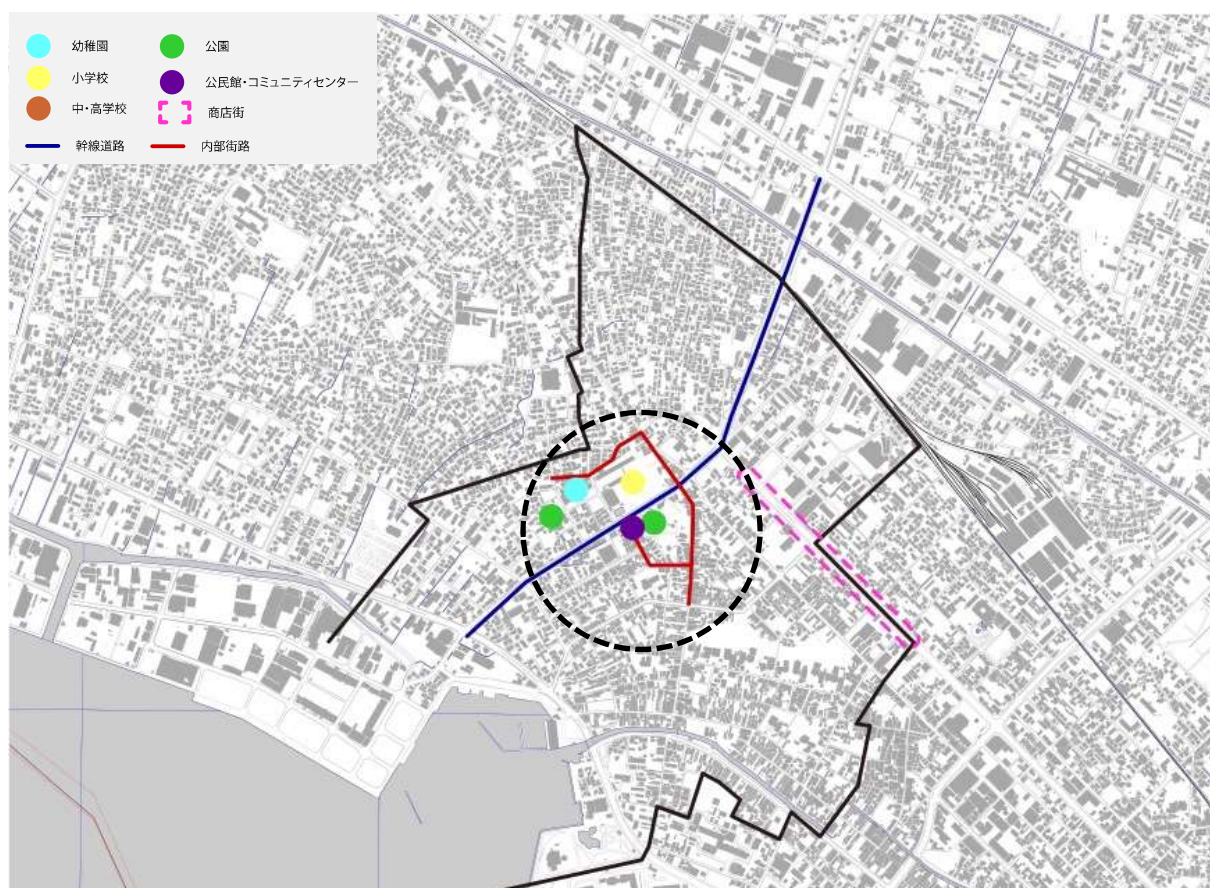 幼稚園
公園
小学校
公民館・コミュニティセンター
中・高学校
商店街
幹線道路
内部街路